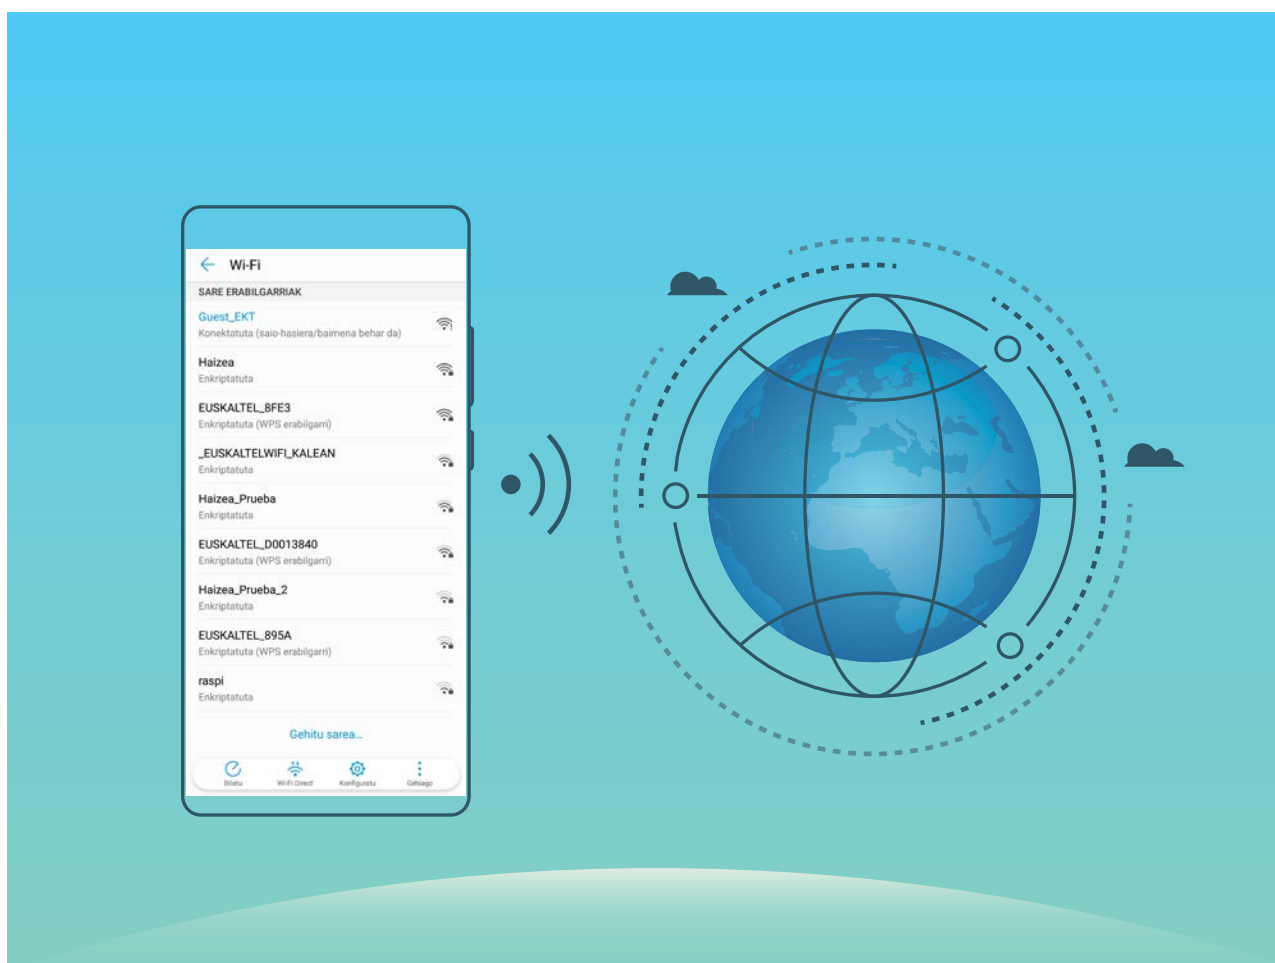 Wi-Fi
SARE ERABILGARRIAK
Guest_EKT
Konektatuta (saio-hasiera/baimena behar da)
Haizea
Enkriptatuta
EUSKALTEL_8FE3
Enkriptatuta (WPS erabilgarri)
_EUSKALTELWIFI_KALEAN
Enkriptatuta
Haizea_Prueba
Enkriptatuta
EUSKALTEL_D0013840
Enkriptatuta (WPS erabilgarri)
Haizea_Prueba_2
Enkriptatuta
EUSKALTEL_895A
Enkriptatuta (WPS erabilgarri)
raspi
Enkriptatuta
Gehitu sarea...
Bilatu Wi-Fi Direct Konfiguratu Gehiago